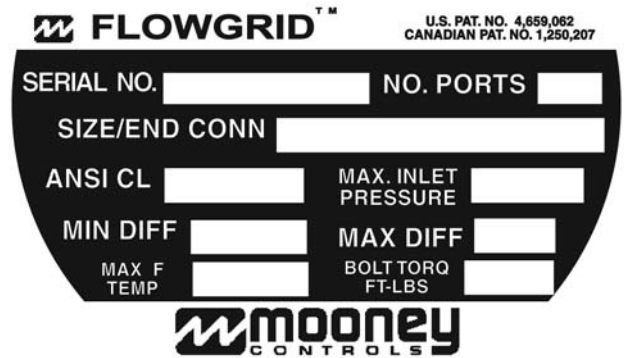 FLOWGRID™
U.S. PAT. NO. 4,659,062
CANADIAN PAT. NO. 1,250,207
SERIAL NO.
NO. PORTS
SIZE/END CONN
ANSI CL
MAX. INLET
PRESSURE
MIN DIFF
MAX DIFF
MAX F
TEMP
BOLT TORQ
FT-LBS
mooney
CONTROLS